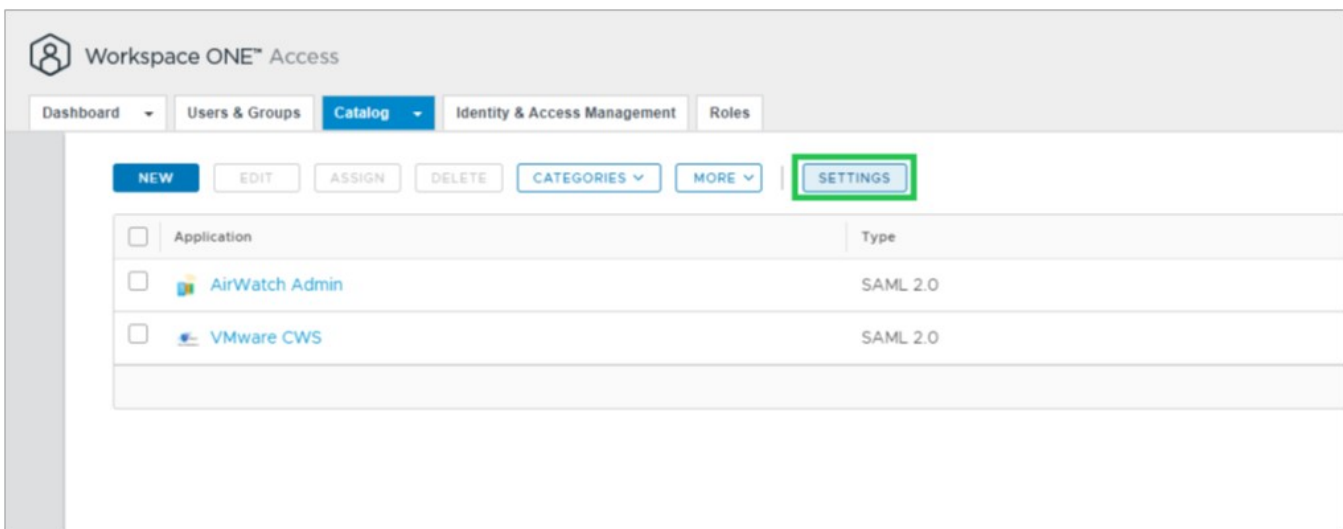 Workspace ONE™ Access
Dashboard Users & Groups Catalog Identity & Access Management Roles
NEW EDIT ASSIGN DELETE CATEGORIES MORE SETTINGS
Application Type
AirWatch Admin SAML 2.0
VMware CWS SAML 2.0